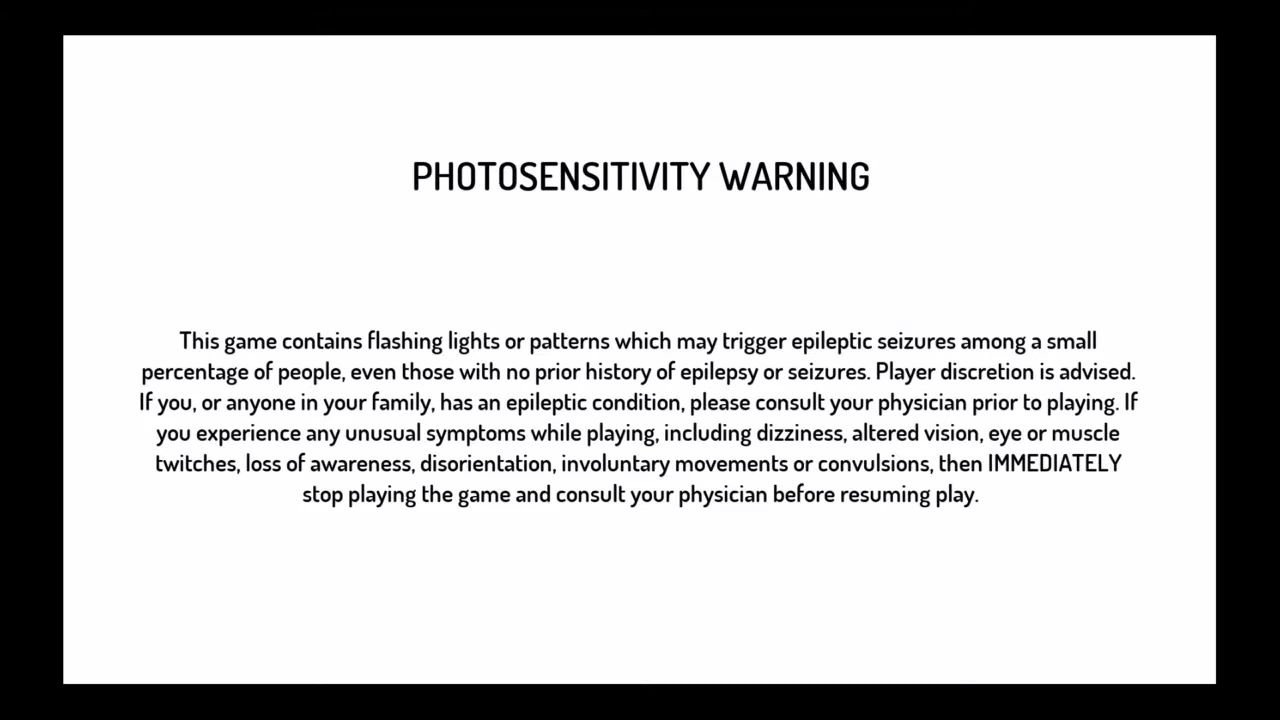 PHOTOSENSITIVITY WARNING
This game contains flashing lights or patterns which may trigger epileptic seizures among a small
percentage of people, even those with no prior history of epilepsy or seizures. Player discretion is advised.
If you, or anyone in your family, has an epileptic condition, please consult your physician prior to playing. If
you experience any unusual symptoms while playing, including dizziness, altered vision, eye or muscle
twitches, loss of awareness, disorientation, involuntary movements or convulsions, then IMMEDIATELY
stop playing the game and consult your physician before resuming play.